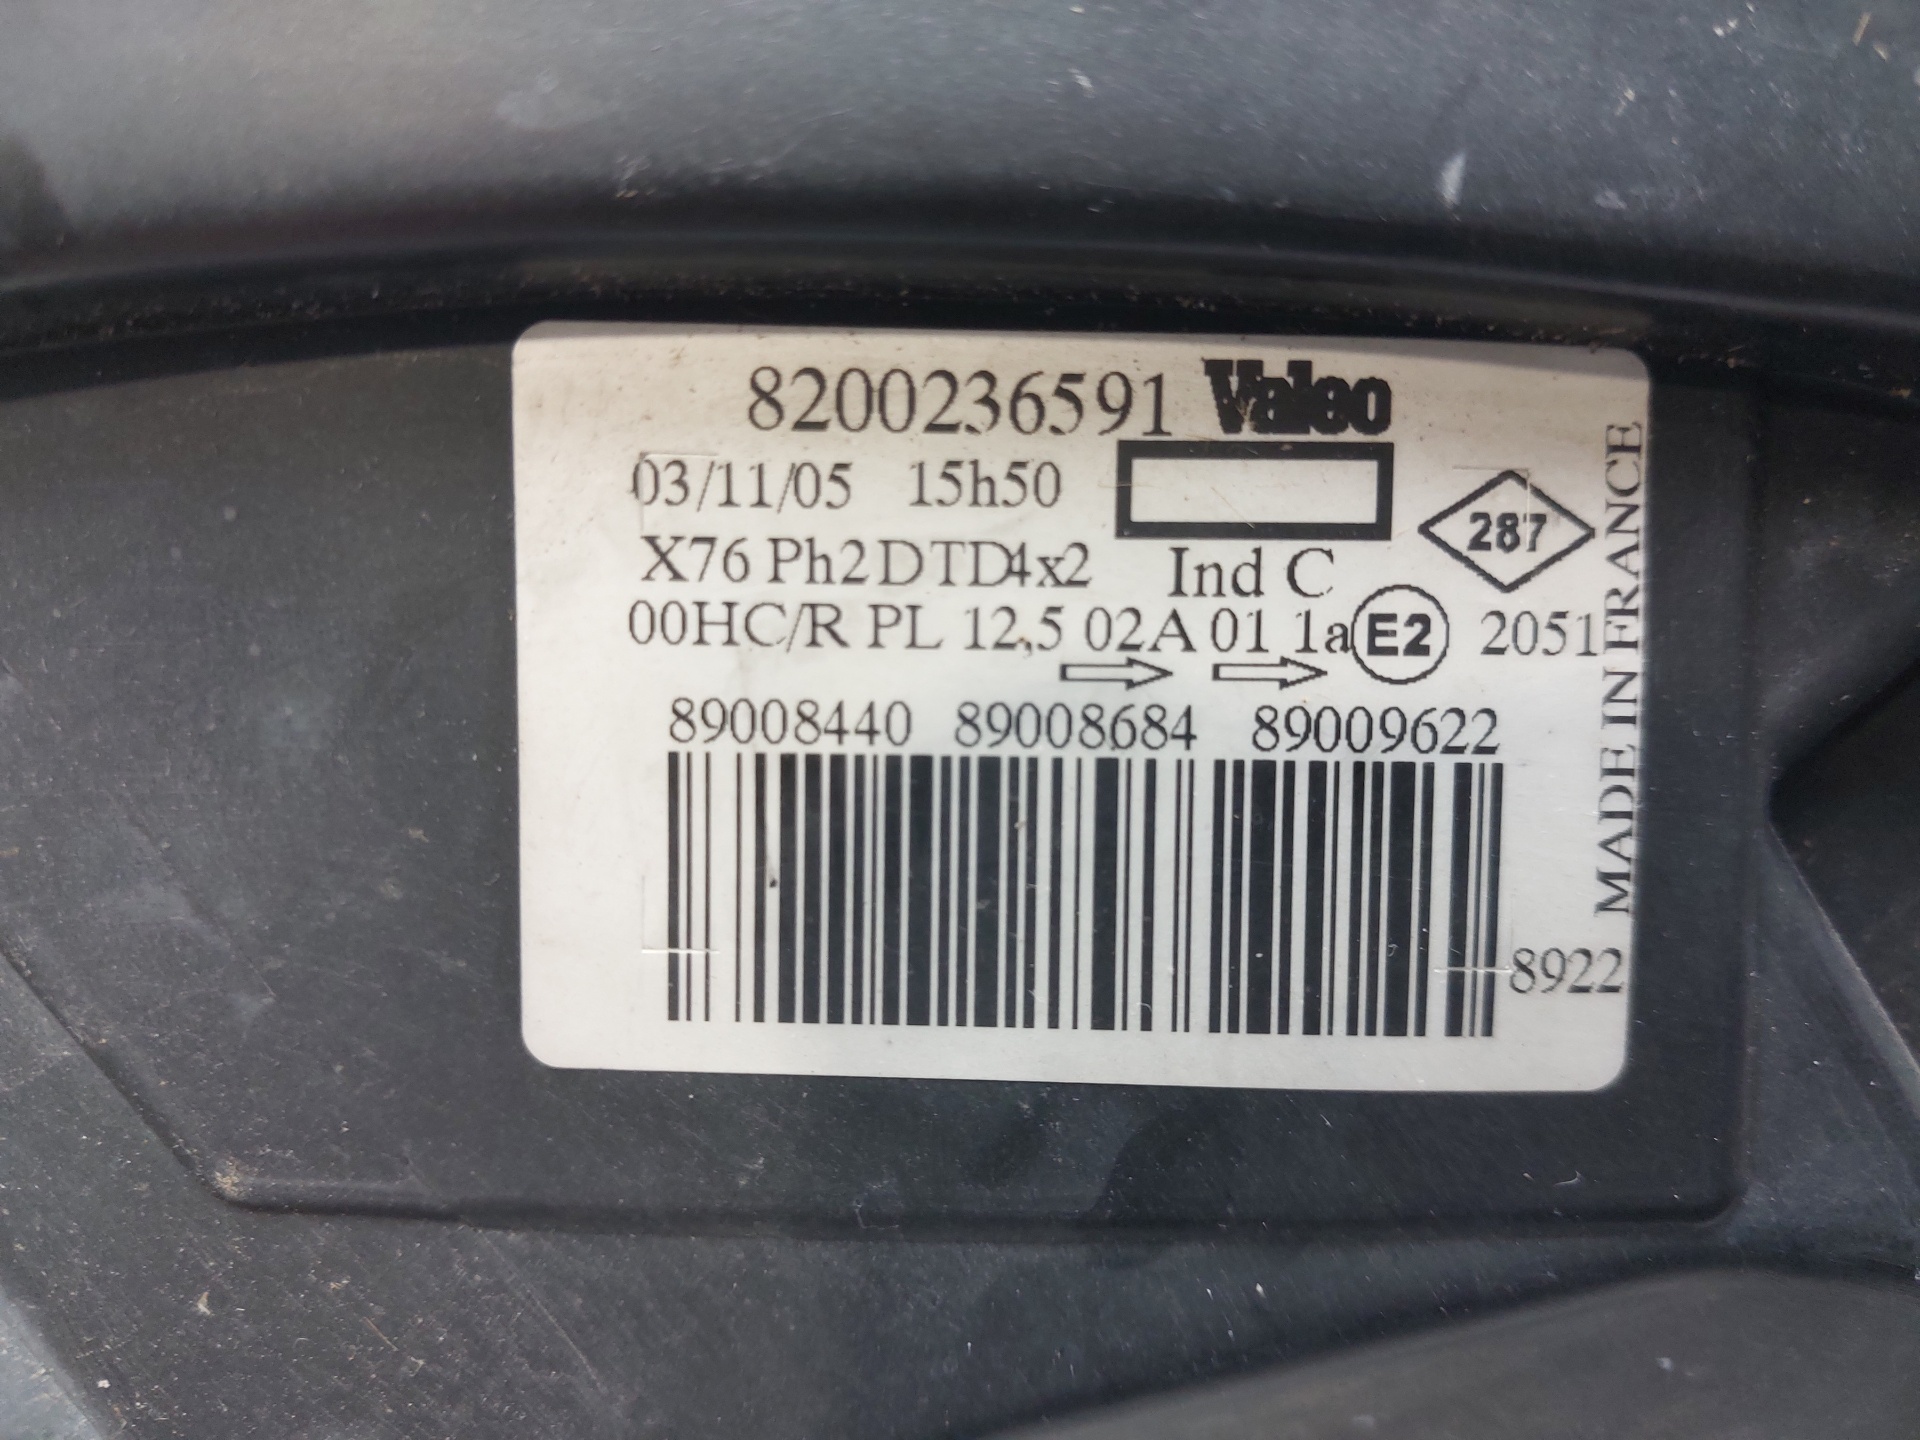 8200236591 Valeo
03/11/05 15h50
287
X76 Ph2 DTD4x2 Ind C
00HC/R PL 12,5 02A 01 1a E2 2051
89008440 89008684 89009622
8922
MADE IN FRANCE